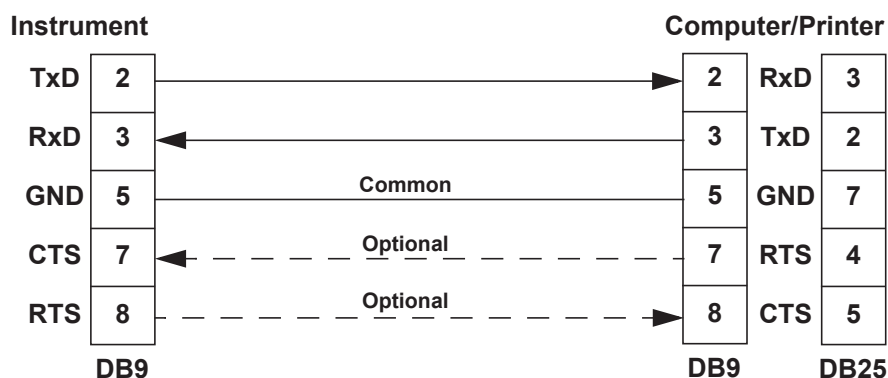 Instrument Computer/Printer
TxD 2 2 RxD 3
RxD 3 3 TxD 2
GND 5 Common 5 GND 7
CTS 7 Optional 7 RTS 4
RTS 8 Optional 8 CTS 5
DB9 DB9 DB25